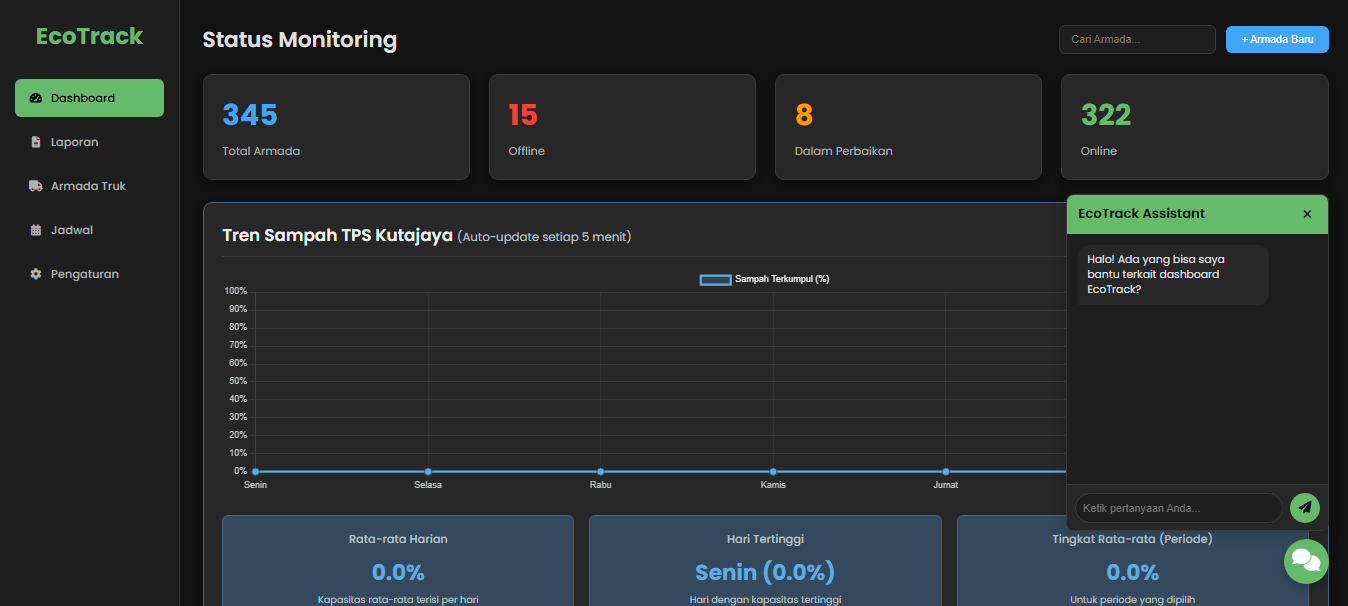 EcoTrack
Dashboard
Laporan
Armada Truk
Jadwal
Pengaturan
Status Monitoring
Cari Armada...
+ Armada Baru
345
Total Armada
15
Offline
8
Dalam Perbaikan
322
Online
Tren Sampah TPS Kutajaya (Auto-update setiap 5 menit)
Sampah Terkumpul (%)
100%
90%
80%
70%
60%
50%
40%
30%
20%
10%
0%
Senin
Selasa
Rabu
Kamis
Jumat
Rata-rata Harian
0.0%
Kapasitas rata-rata terisi per hari
Hari Tertinggi
Senin (0.0%)
Hari dengan kapasitas tertinggi
Tingkat Rata-rata (Periode)
0.0%
Untuk periode yang dipilih
EcoTrack Assistant
×
Halo! Ada yang bisa saya
bantu terkait dashboard
EcoTrack?
Ketik pertanyaan Anda...